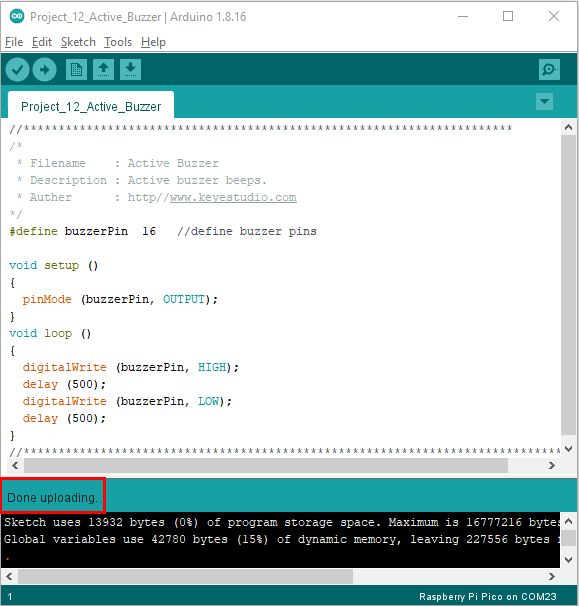 Project_12_Active_Buzzer | Arduino 1.8.16
File Edit Sketch Tools Help
Project_12_Active_Buzzer
//**********************************************************************
/*
 * Filename    : Active Buzzer
 * Description : Active buzzer beeps.
 * Auther      : http//www.keyestudio.com
*/
#define buzzerPin  16   //define buzzer pins
void setup ()
{
  pinMode (buzzerPin, OUTPUT);
}
void loop ()
{
  digitalWrite (buzzerPin, HIGH);
  delay (500);
  digitalWrite (buzzerPin, LOW);
  delay (500);
}
//*****************************************************************************
Done uploading.
Sketch uses 13932 bytes (0%) of program storage space. Maximum is 16777216 bytes
Global variables use 42780 bytes (15%) of dynamic memory, leaving 227556 bytes
.
1 Raspberry Pi Pico on COM23